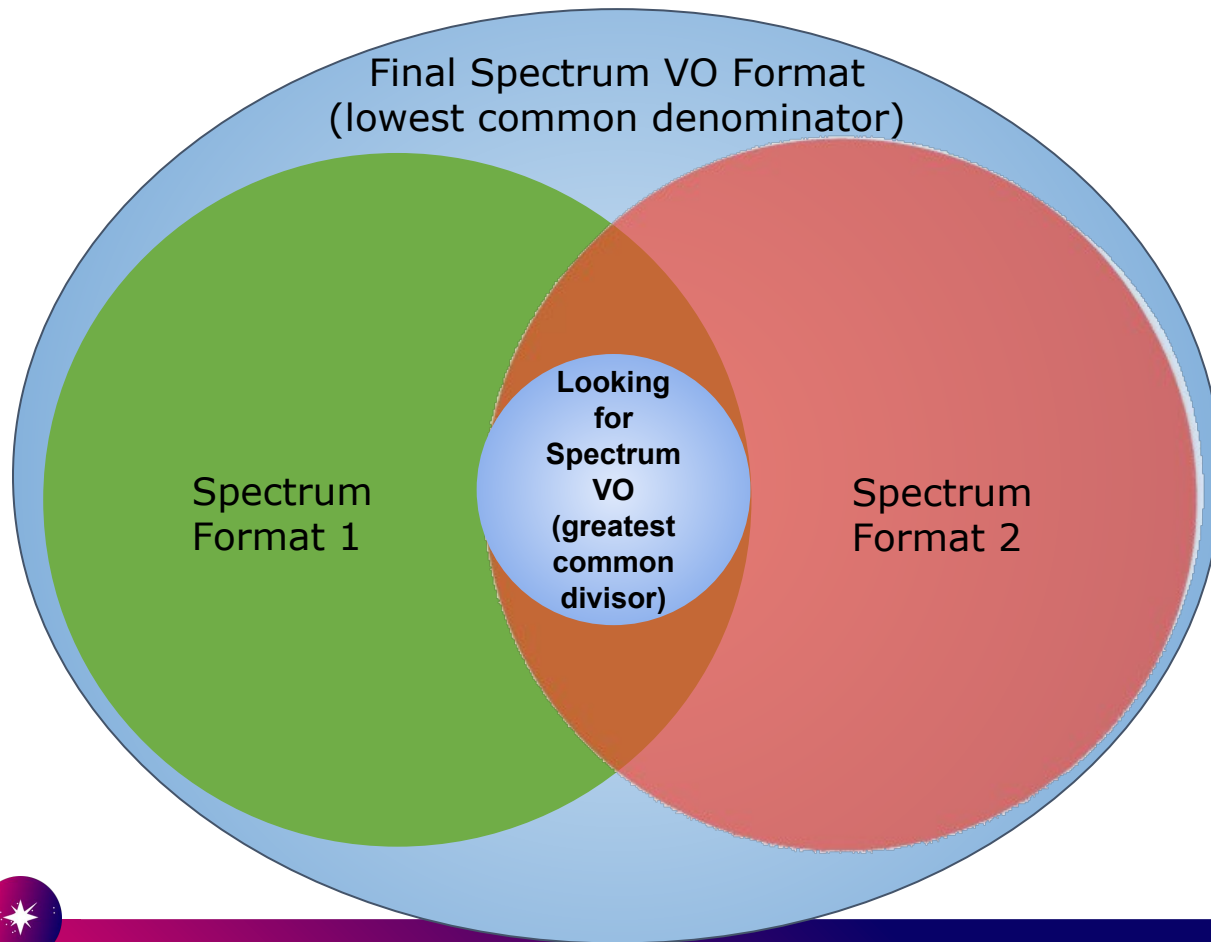 Final Spectrum VO Format
(lowest common denominator)
Spectrum
Format 1
Looking
for
Spectrum
VO
(greatest
common
divisor)
Spectrum
Format 2